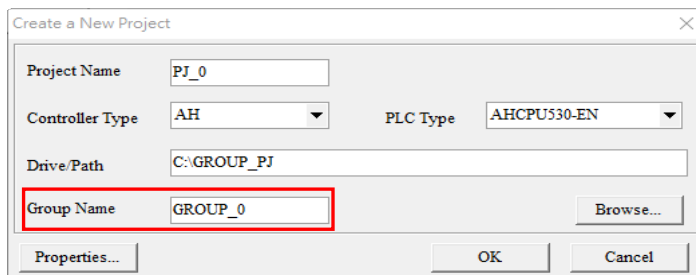 Create a New Project
Project Name PJ_0
Controller Type AH PLC Type AHCPU530-EN
Drive/Path C:\GROUP_PJ
Group Name GROUP_0 Browse...
Properties... OK Cancel